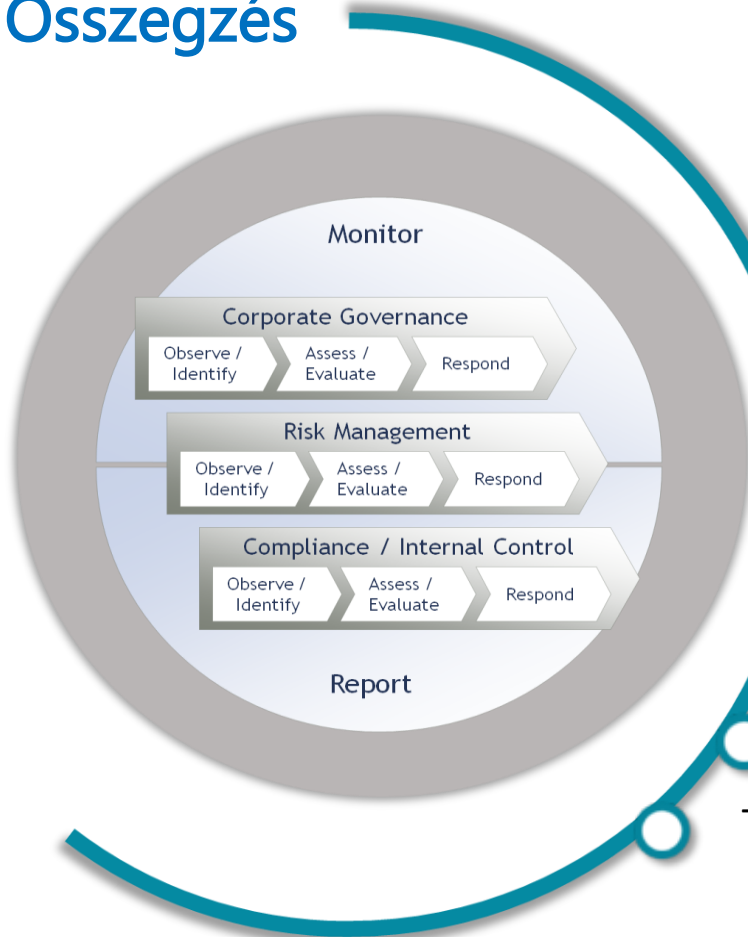 Összegzés
Monitor
Corporate Governance
Observe /
Identify
Assess /
Evaluate
Respond
Risk Management
Observe /
Identify
Assess /
Evaluate
Respond
Compliance / Internal Control
Observe /
Identify
Assess /
Evaluate
Respond
Report
-